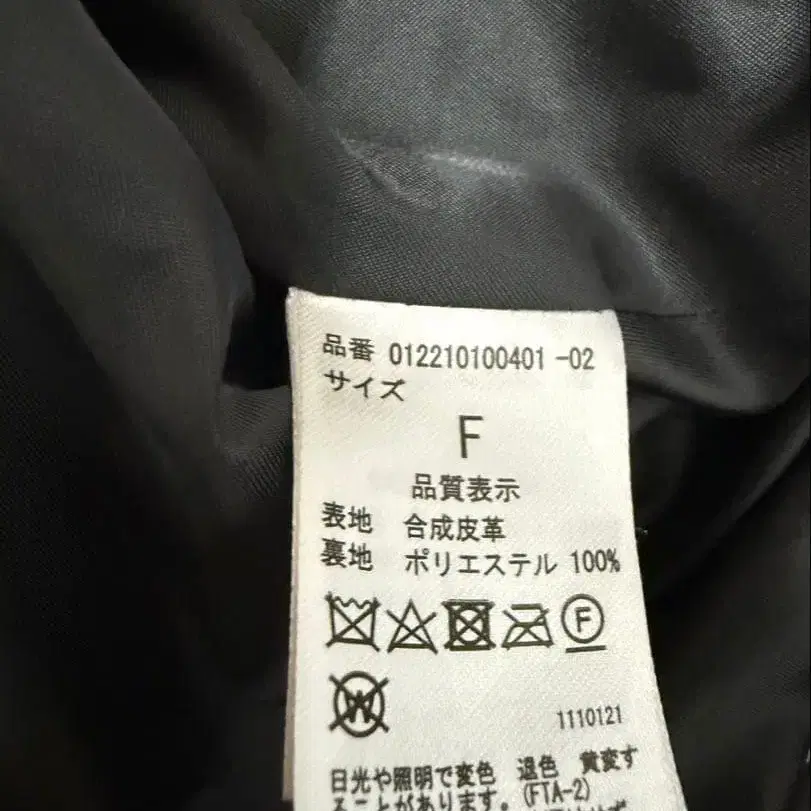 品番 012210100401-02
サイズ
F
品質表示
表地 合成皮革
裏地 ポリエステル 100%
F
W
1110121
日光や照明で変色 退色 黄変す
ることがあります。(FTA-2)